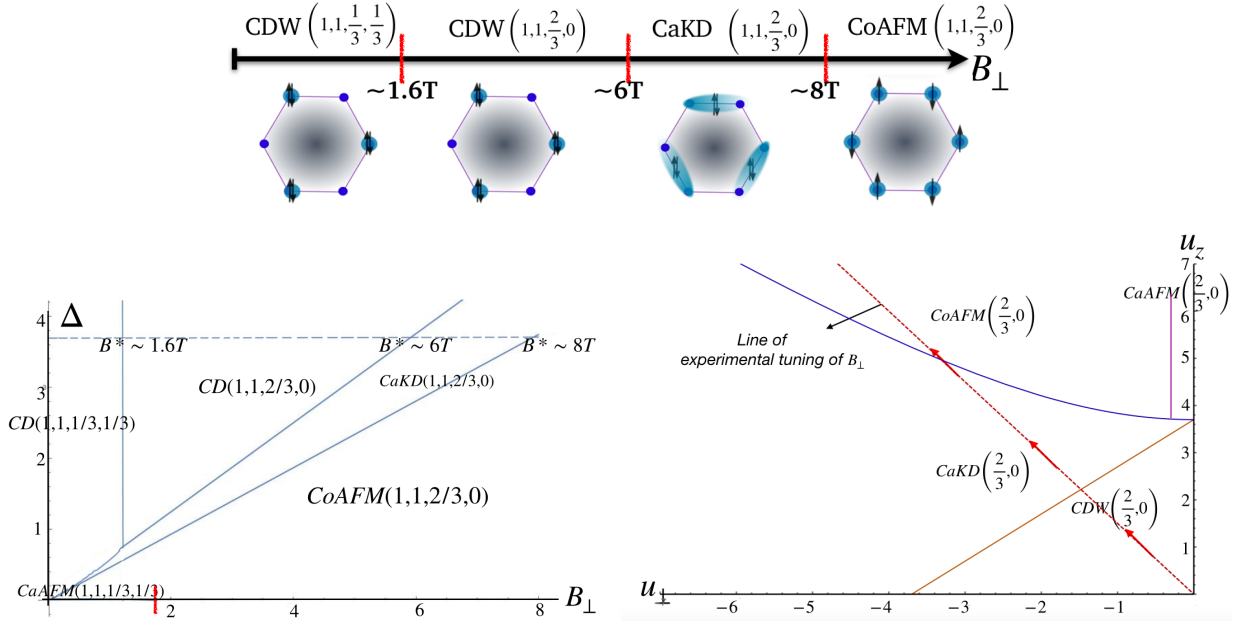 CDW (1,1,1/3,1/3) CDW (1,1,2/3,0) CaKD (1,1,2/3,0) CoAFM (1,1,2/3,0)
~1.6T ~6T ~8T B⊥
Δ
4
B* ~ 1.6T B* ~ 6T B* ~ 8T
CD(1,1,2/3,0) CaKD(1,1,2/3,0)
3
CD(1,1,1/3,1/3)
2
CoAFM(1,1,2/3,0)
1
CaAFM(1,1,1/3,1/3)
2 4 6 8 B⊥
u_z
7
CaAFM(2/3,0)
6
CoAFM(2/3,0)
Line of
experimental tuning of B⊥
5
4
3
CaKD(2/3,0)
2
CDW(2/3,0)
1
u⊥
−6 −5 −4 −3 −2 −1